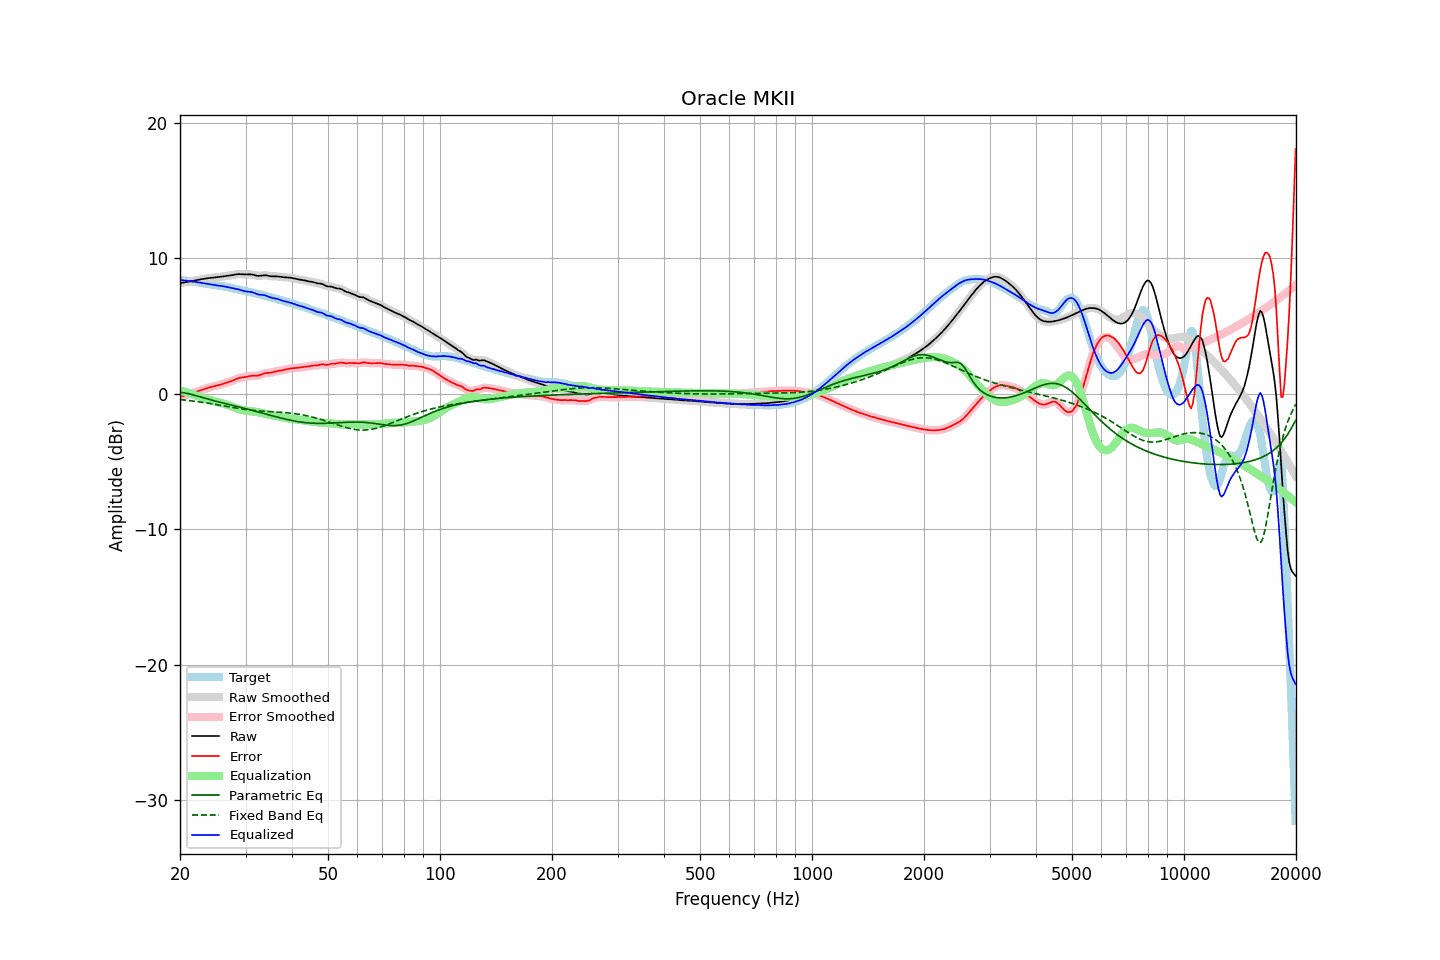 Oracle MKII
20
10
0
−10
−20
−30
Amplitude (dBr)
Target
Raw Smoothed
Error Smoothed
Raw
Error
Equalization
Parametric Eq
Fixed Band Eq
Equalized
20 50 100 200 500 1000 2000 5000 10000 20000
Frequency (Hz)